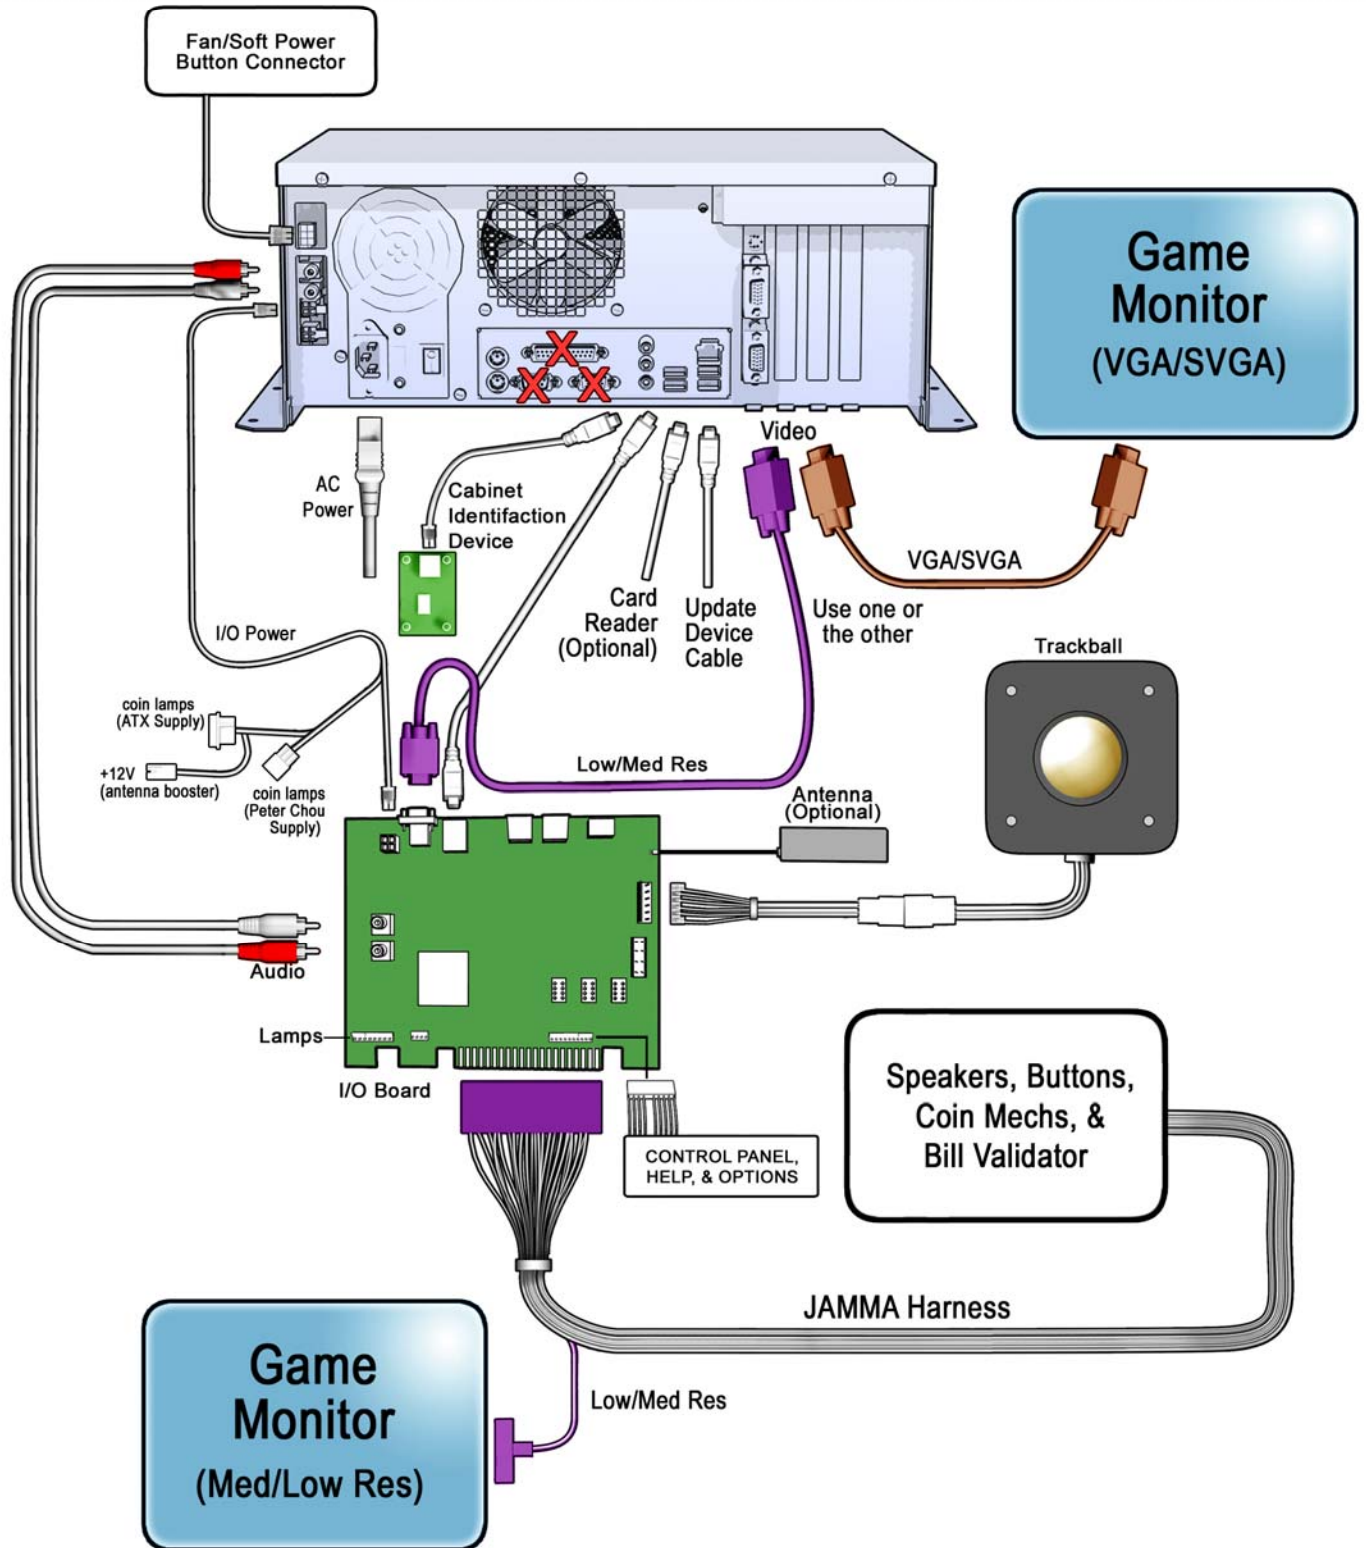 Fan/Soft Power
Button Connector
Game
Monitor
(VGA/SVGA)
X
X
X
Video
AC
Power
Cabinet
Identifaction
Device
VGA/SVGA
Card
Reader
(Optional)
Update
Device
Cable
Use one or
the other
I/O Power
Trackball
coin lamps
(ATX Supply)
+12V
(antenna booster)
coin lamps
(Peter Chou
Supply)
Low/Med Res
Antenna
(Optional)
Audio
Lamps
I/O Board
Speakers, Buttons,
Coin Mechs, &
Bill Validator
CONTROL PANEL,
HELP, & OPTIONS
JAMMA Harness
Game
Monitor
(Med/Low Res)
Low/Med Res